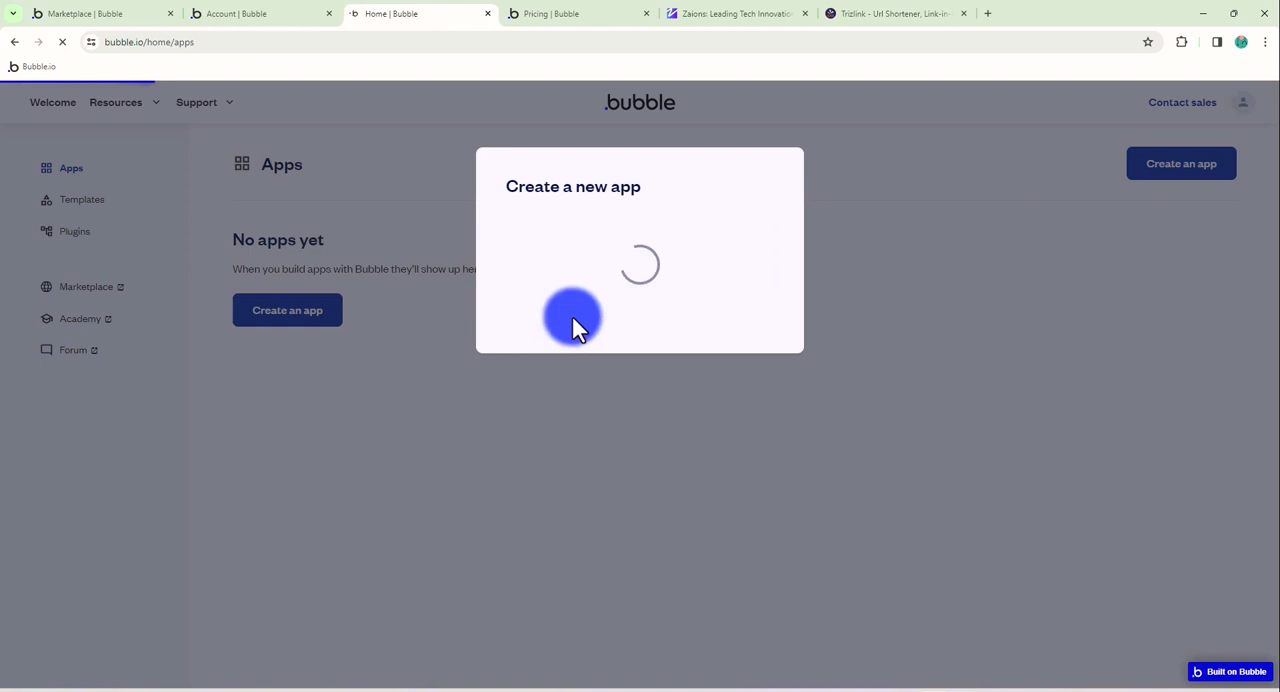 Marketplace | Bubble
Account | Bubble
Home | Bubble
Pricing | Bubble
Zaions: Leading Tech Innovatio
Trizlink - Url Shortener, Link-in-
bubble.io/home/apps
Bubble.io
Welcome Resources Support
.bubble
Contact sales
Apps
Templates
Plugins
Marketplace
Academy
Forum
Apps
Create an app
No apps yet
When you build apps with Bubble they'll show up her
Create an app
Create a new app
Built on Bubble